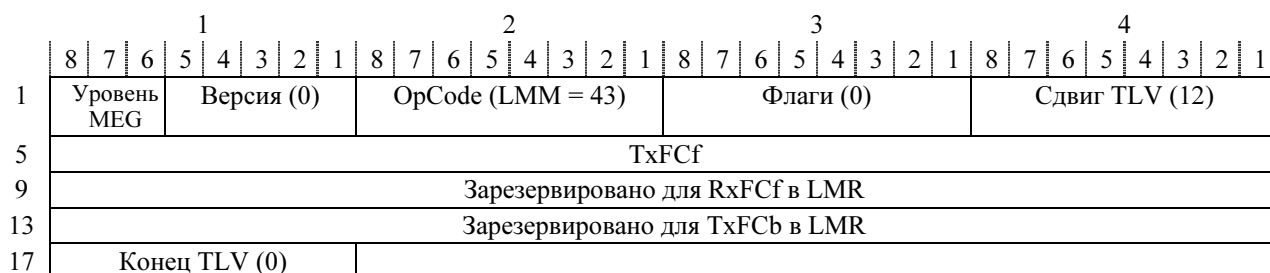 1 2 3 4
8 7 6 5 4 3 2 1 8 7 6 5 4 3 2 1 8 7 6 5 4 3 2 1 8 7 6 5 4 3 2 1
1 Уровень MEG Версия (0) OpCode (LMM = 43) Флаги (0) Сдвиг TLV (12)
5 TxFCf
9 Зарезервировано для RxFCf в LMR
13 Зарезервировано для TxFCb в LMR
17 Конец TLV (0)